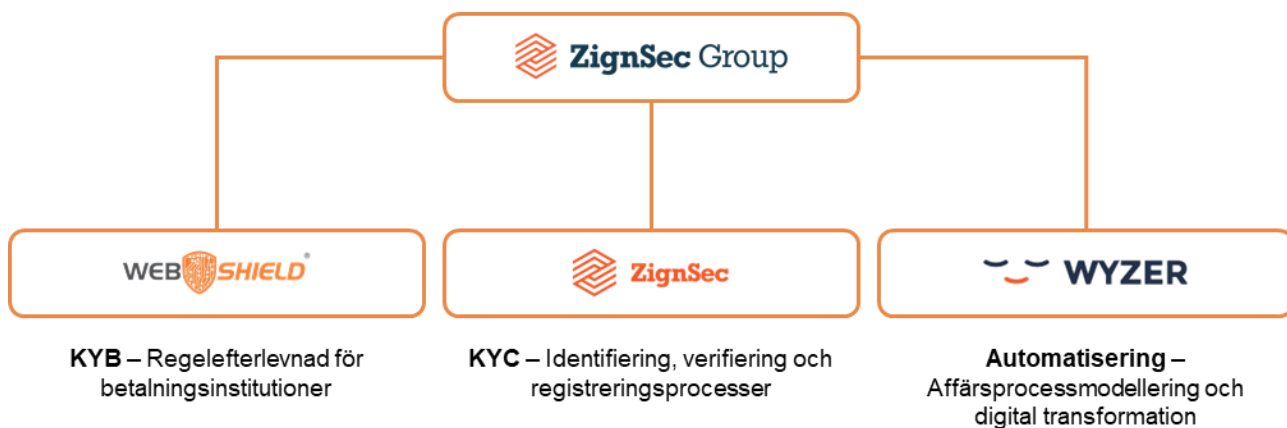 ZignSec Group
WEB SHIELD®
ZignSec
WYZER
KYB – Regelefterlevnad för
betalningsinstitutioner
KYC – Identifiering, verifiering och
registreringsprocesser
Automatisering –
Affärsprocessmodellering och
digital transformation